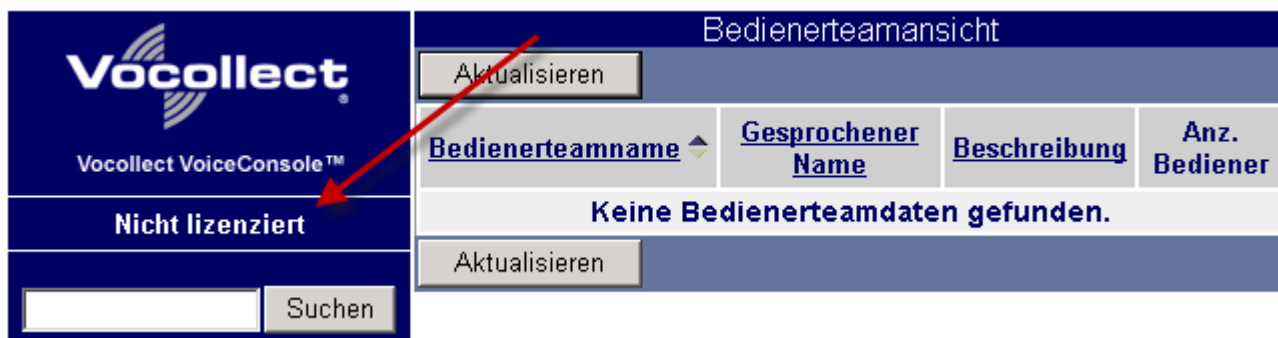 Vocollect®
Vocollect VoiceConsole™
Nicht lizenziert
Suchen
Bedienerteamansicht
Aktualisieren
Bedienerteamname
Gesprochener
Name
Beschreibung
Anz.
Bediener
Keine Bedienerteamdaten gefunden.
Aktualisieren